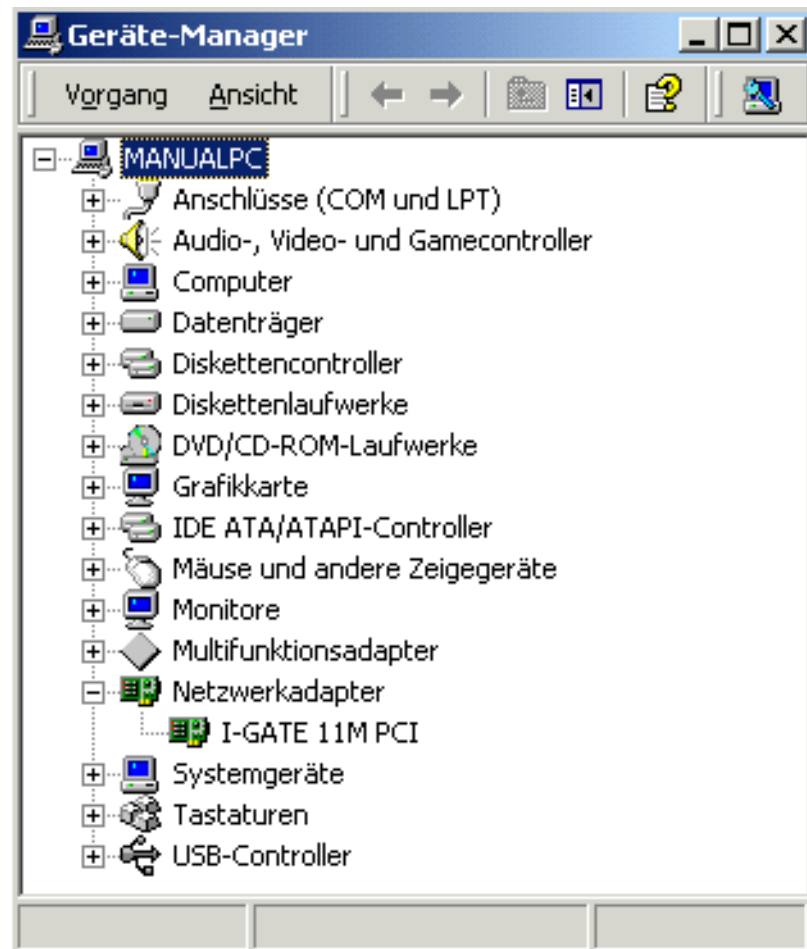 Geräte-Manager
Vorgang Ansicht
MANUALPC
Anschlüsse (COM und LPT)
Audio-, Video- und Gamecontroller
Computer
Datenträger
Diskettencontroller
Diskettenlaufwerke
DVD/CD-ROM-Laufwerke
Grafikkarte
IDE ATA/ATAPI-Controller
Mäuse und andere Zeigegeräte
Monitore
Multifunktionsadapter
Netzwerkadapter
I-GATE 11M PCI
Systemgeräte
Tastaturen
USB-Controller